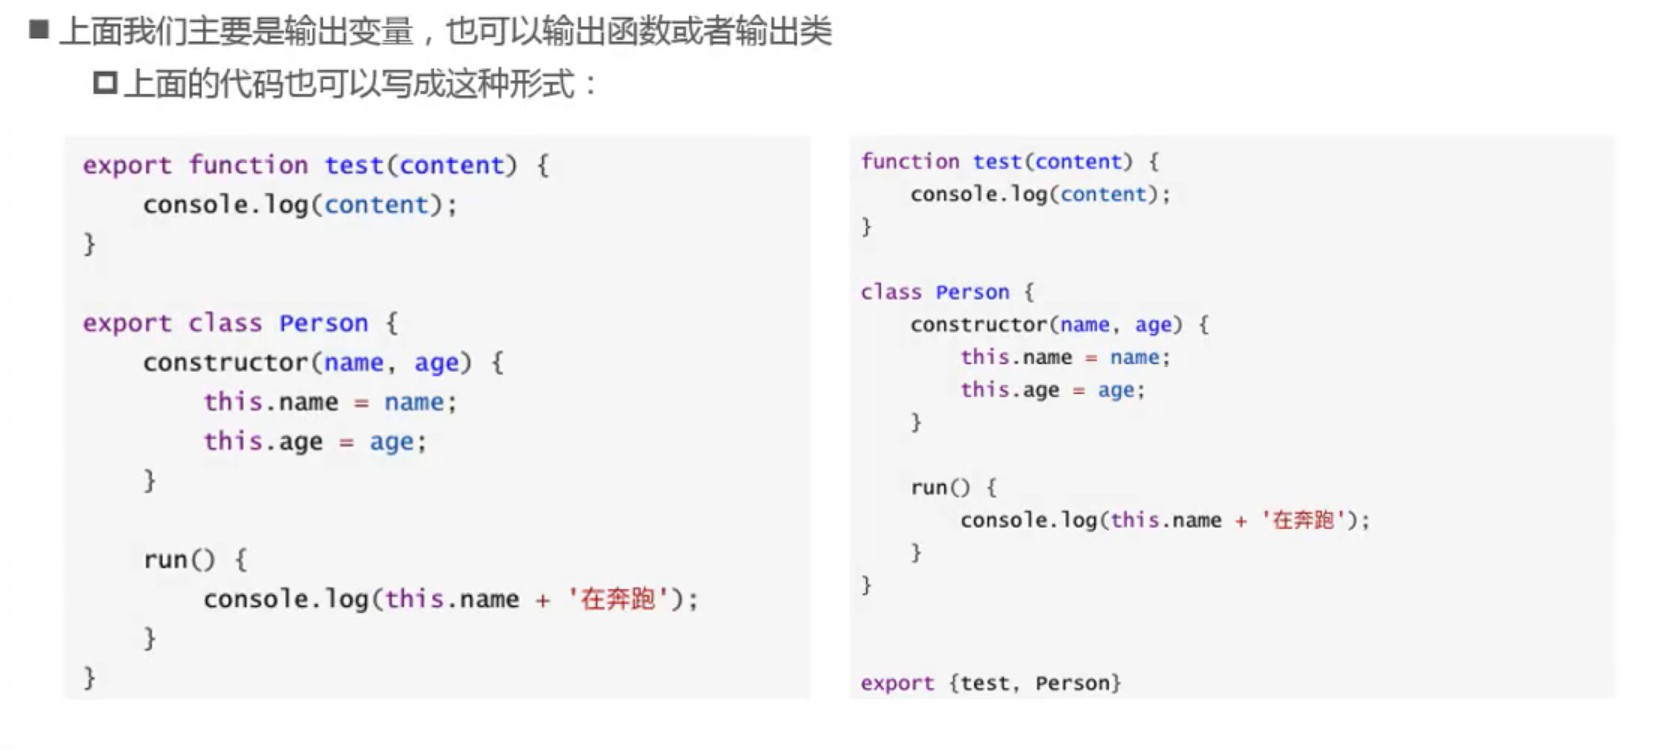 上面我们主要是输出变量，也可以输出函数或者输出类
上面的代码也可以写成这种形式：
export function test(content) {
    console.log(content);
}

export class Person {
    constructor(name, age) {
        this.name = name;
        this.age = age;
    }

    run() {
        console.log(this.name + '在奔跑');
    }
}
function test(content) {
    console.log(content);
}

class Person {
    constructor(name, age) {
        this.name = name;
        this.age = age;
    }

    run() {
        console.log(this.name + '在奔跑');
    }
}

export {test, Person}